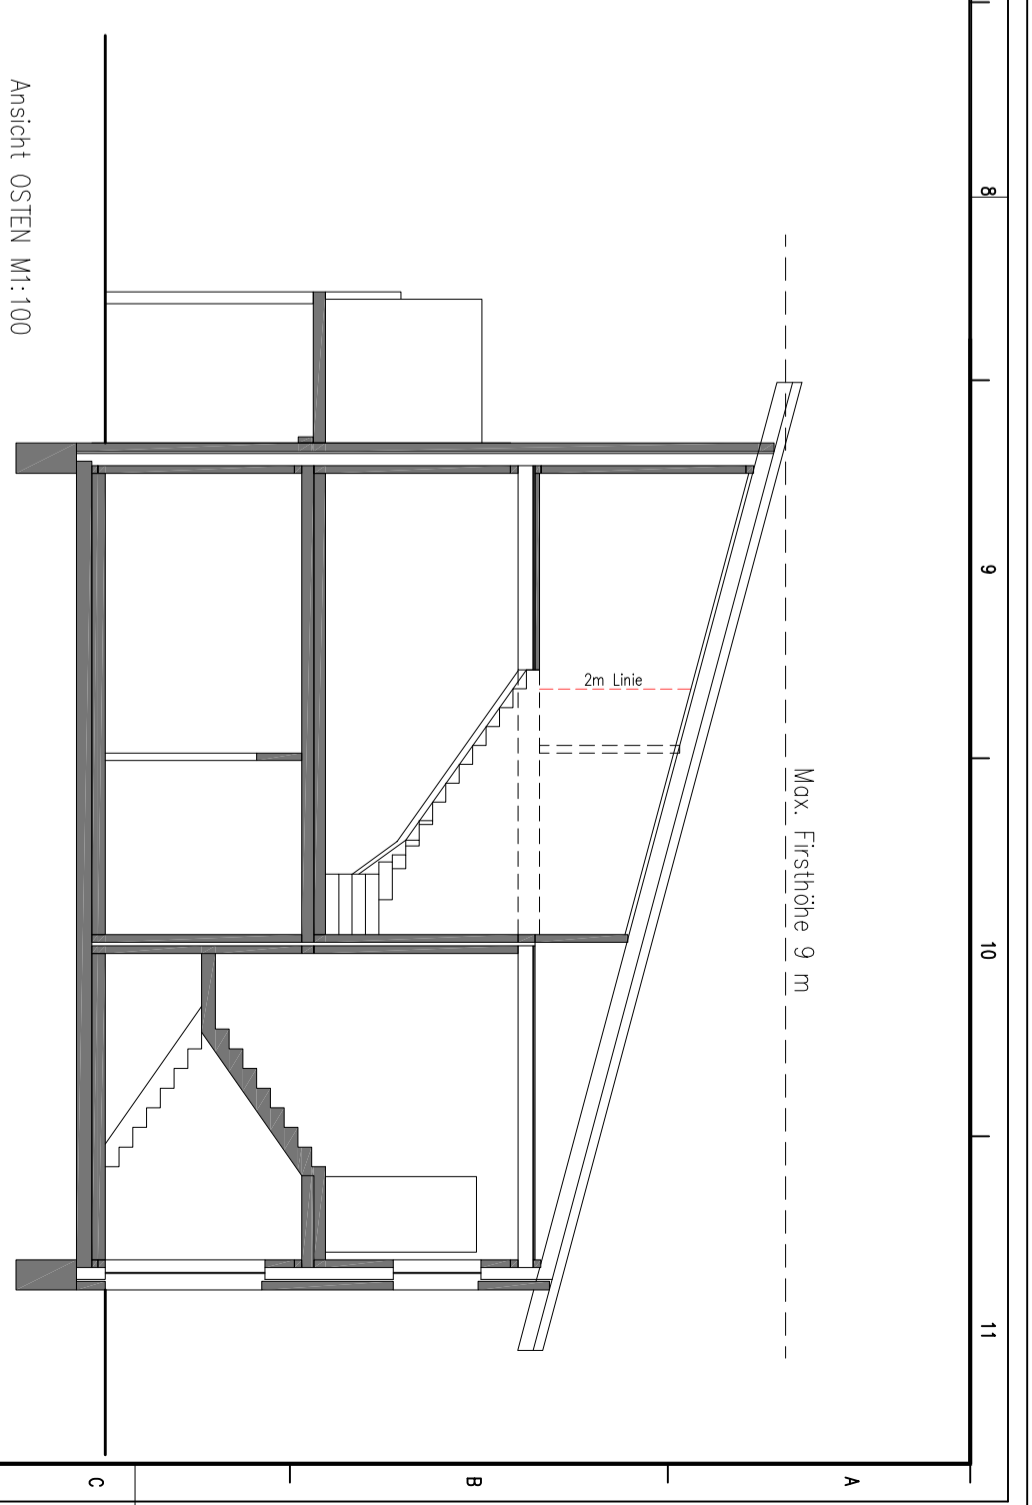 8
9
10
11
A
B
C
Max. Firsthöhe 9 m
2m Linie
Ansicht OSTEN M1:100